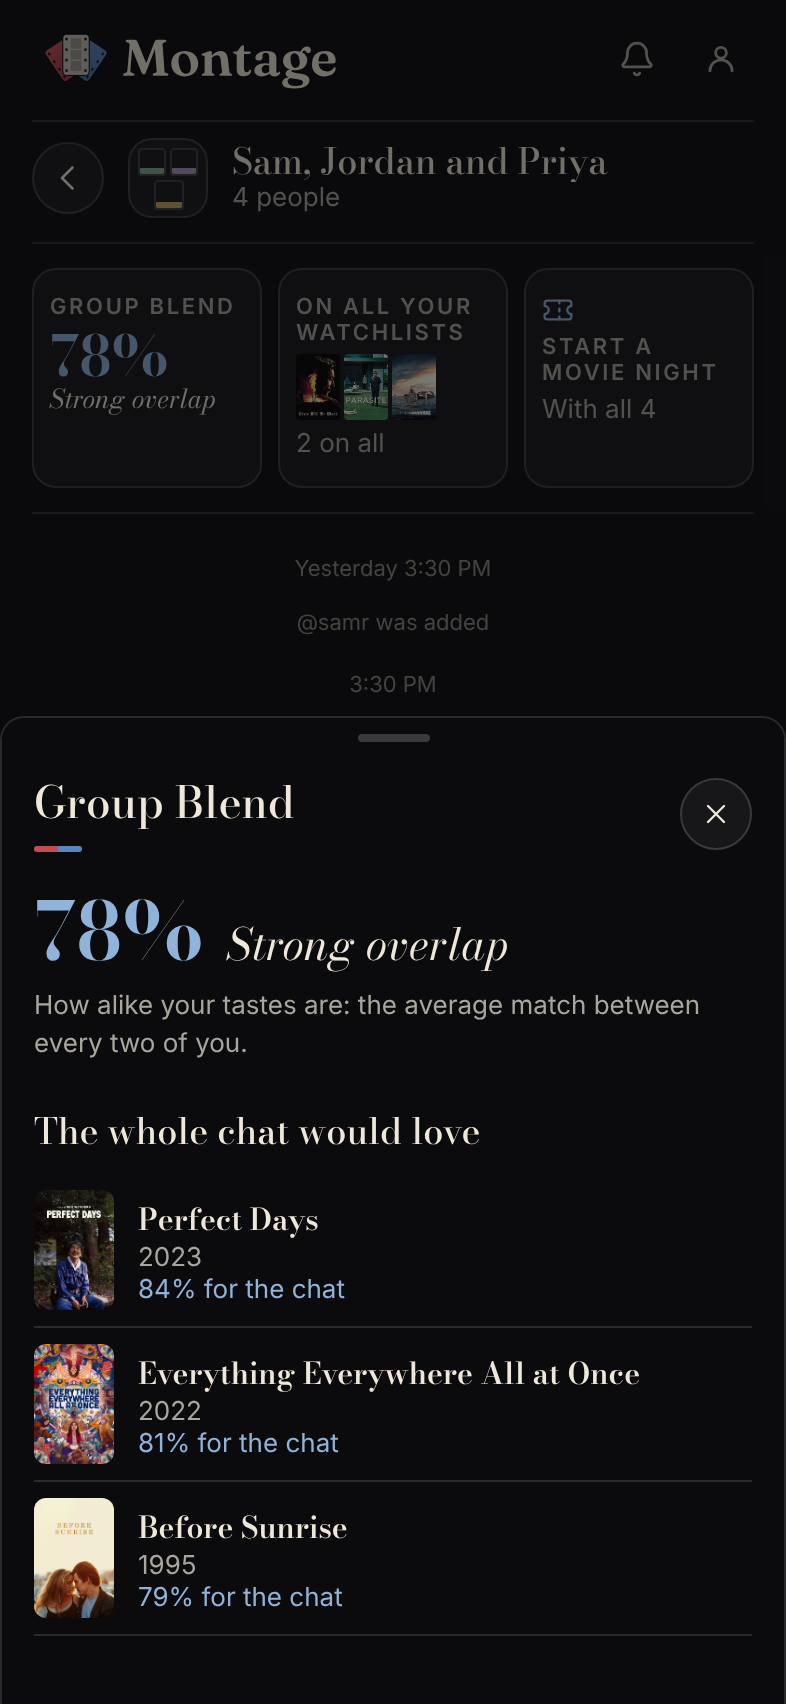 Montage
Sam, Jordan and Priya
4 people
GROUP BLEND
78%
Strong overlap
ON ALL YOUR
WATCHLISTS
PARASITE
2 on all
START A
MOVIE NIGHT
With all 4
Yesterday 3:30 PM
@samr was added
3:30 PM
Group Blend
78% Strong overlap
How alike your tastes are: the average match between
every two of you.
The whole chat would love
PERFECT DAYS
Perfect Days
2023
84% for the chat
EVERYTHING
EVERYWHERE
ALL AT ONCE
Everything Everywhere All at Once
2022
81% for the chat
BEFORE
SUNRISE
Before Sunrise
1995
79% for the chat